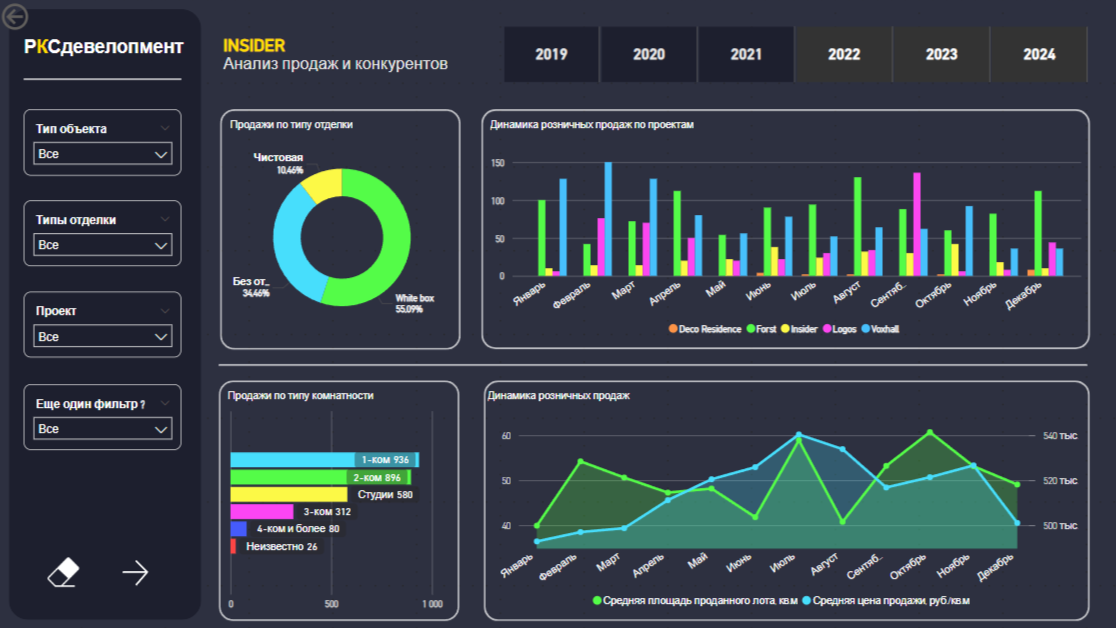 РКСдевелопмент
INSIDER
Анализ продаж и конкурентов
2019
2020
2021
2022
2023
2024
Тип объекта
Все
Типы отделки
Все
Проект
Все
Еще один фильтр ?
Все
Продажи по типу отделки
Чистовая
10,46%
Без от...
34,46%
White box
55,09%
Динамика розничных продаж по проектам
150
100
50
0
Январь
Февраль
Март
Апрель
Май
Июнь
Июль
Август
Сентяб...
Октябрь
Ноябрь
Декабрь
Deco Residence Forst Insider Logos Voxhall
Продажи по типу комнатности
1-ком 936
2-ком 896
Студии 580
3-ком 312
4-ком и более 80
Неизвестно 26
0
500
1 000
Динамика розничных продаж
60
50
40
540 тыс
520 тыс
500 тыс
Январь
Февраль
Март
Апрель
Май
Июнь
Июль
Август
Сентяб...
Октябрь
Ноябрь
Декабрь
Средняя площадь проданного лота, кв.м Средняя цена продажи, руб./кв.м